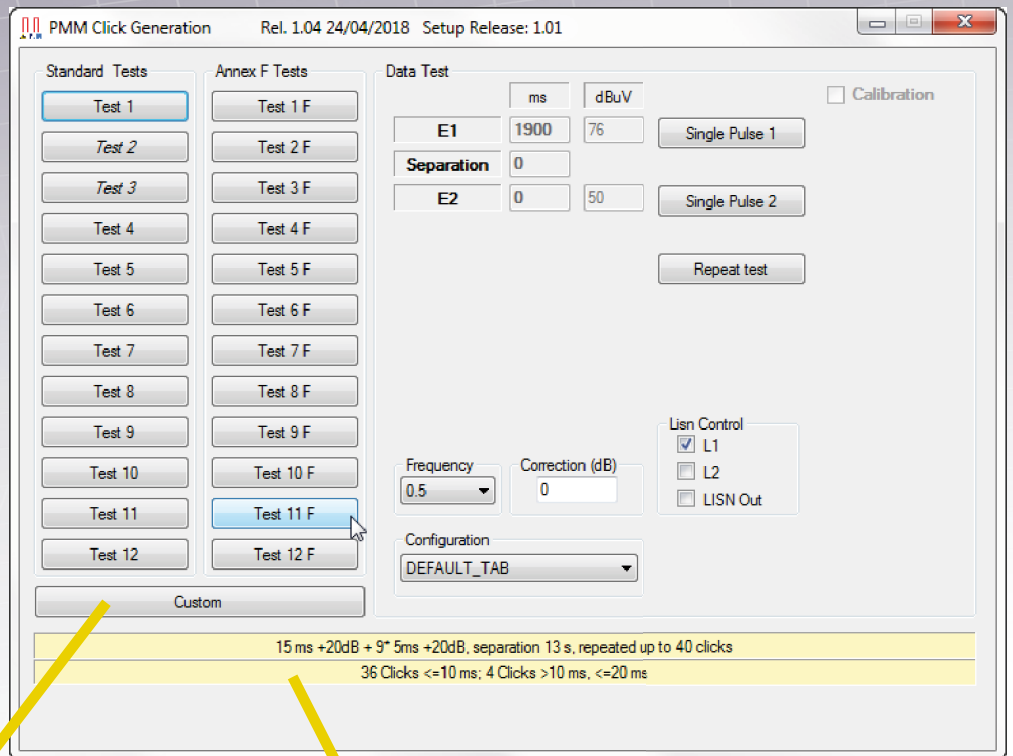 PMM Click Generation Rel. 1.04 24/04/2018 Setup Release: 1.01
Standard Tests
Test 1
Test 2
Test 3
Test 4
Test 5
Test 6
Test 7
Test 8
Test 9
Test 10
Test 11
Test 12
Annex F Tests
Test 1 F
Test 2 F
Test 3 F
Test 4 F
Test 5 F
Test 6 F
Test 7 F
Test 8 F
Test 9 F
Test 10 F
Test 11 F
Test 12 F
Custom
Data Test
ms dBuV
Calibration
E1 1900 76 Single Pulse 1
Separation 0
E2 0 50 Single Pulse 2
Repeat test
Lisn Control
L1
L2
LISN Out
Frequency
0.5
Correction (dB)
0
Configuration
DEFAULT_TAB
15 ms +20dB + 9* 5ms +20dB, separation 13 s, repeated up to 40 clicks
36 Clicks <=10 ms; 4 Clicks >10 ms, <=20 ms